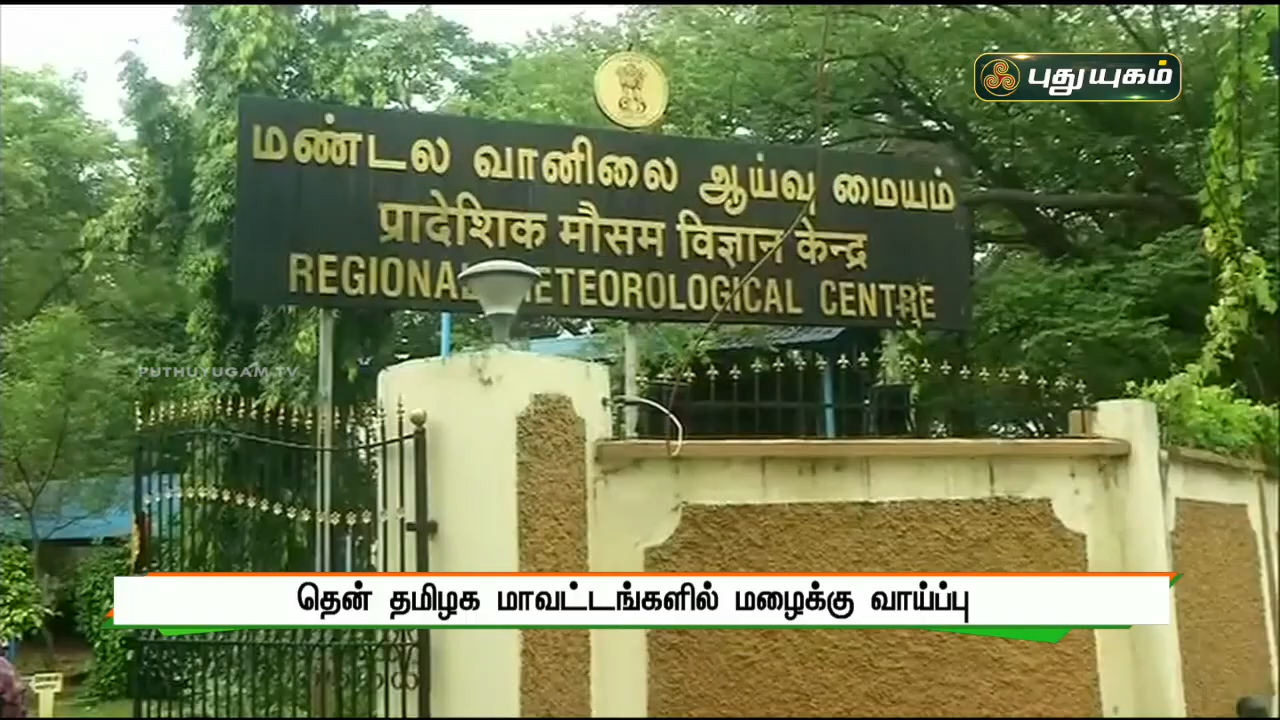 புதுயுகம்
மண்டல வானிலை ஆய்வு மையம்
प्रादेशिक मौसम विज्ञान केन्द्र
REGIONAL METEOROLOGICAL CENTRE
PUTHUYUGAM TV
தென் தமிழக மாவட்டங்களில் மழைக்கு வாய்ப்பு